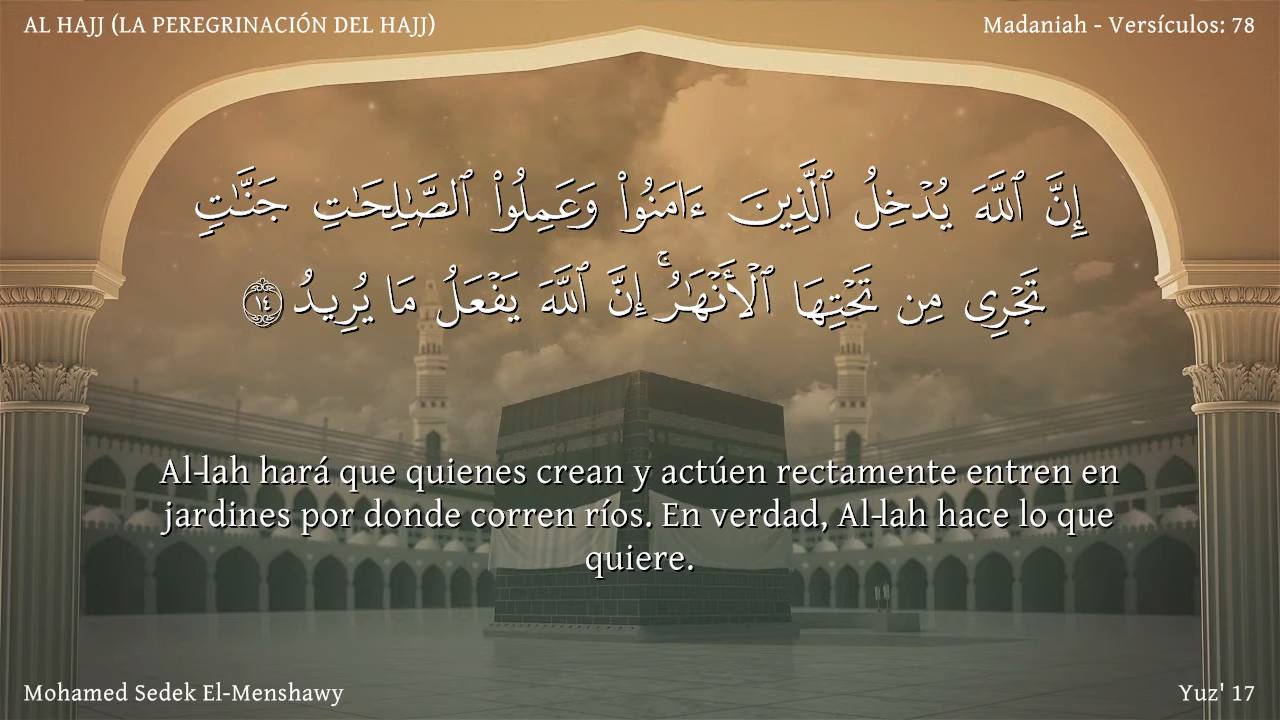 AL HAJJ (LA PEREGRINACIÓN DEL HAJJ)
Madaniah - Versículos: 78
إِنَّ ٱللَّهَ يُدْخِلُ ٱلَّذِينَ ءَامَنُوا۟ وَعَمِلُوا۟ ٱلصَّـٰلِحَـٰتِ جَنَّـٰتٍ
تَجْرِى مِن تَحْتِهَا ٱلْأَنْهَـٰرُ ۚ إِنَّ ٱللَّهَ يَفْعَلُ مَا يُرِيدُ ١٤
Al-lah hará que quienes crean y actúen rectamente entren en
jardines por donde corren ríos. En verdad, Al-lah hace lo que
quiere.
Mohamed Sedek El-Menshawy
Yuz' 17